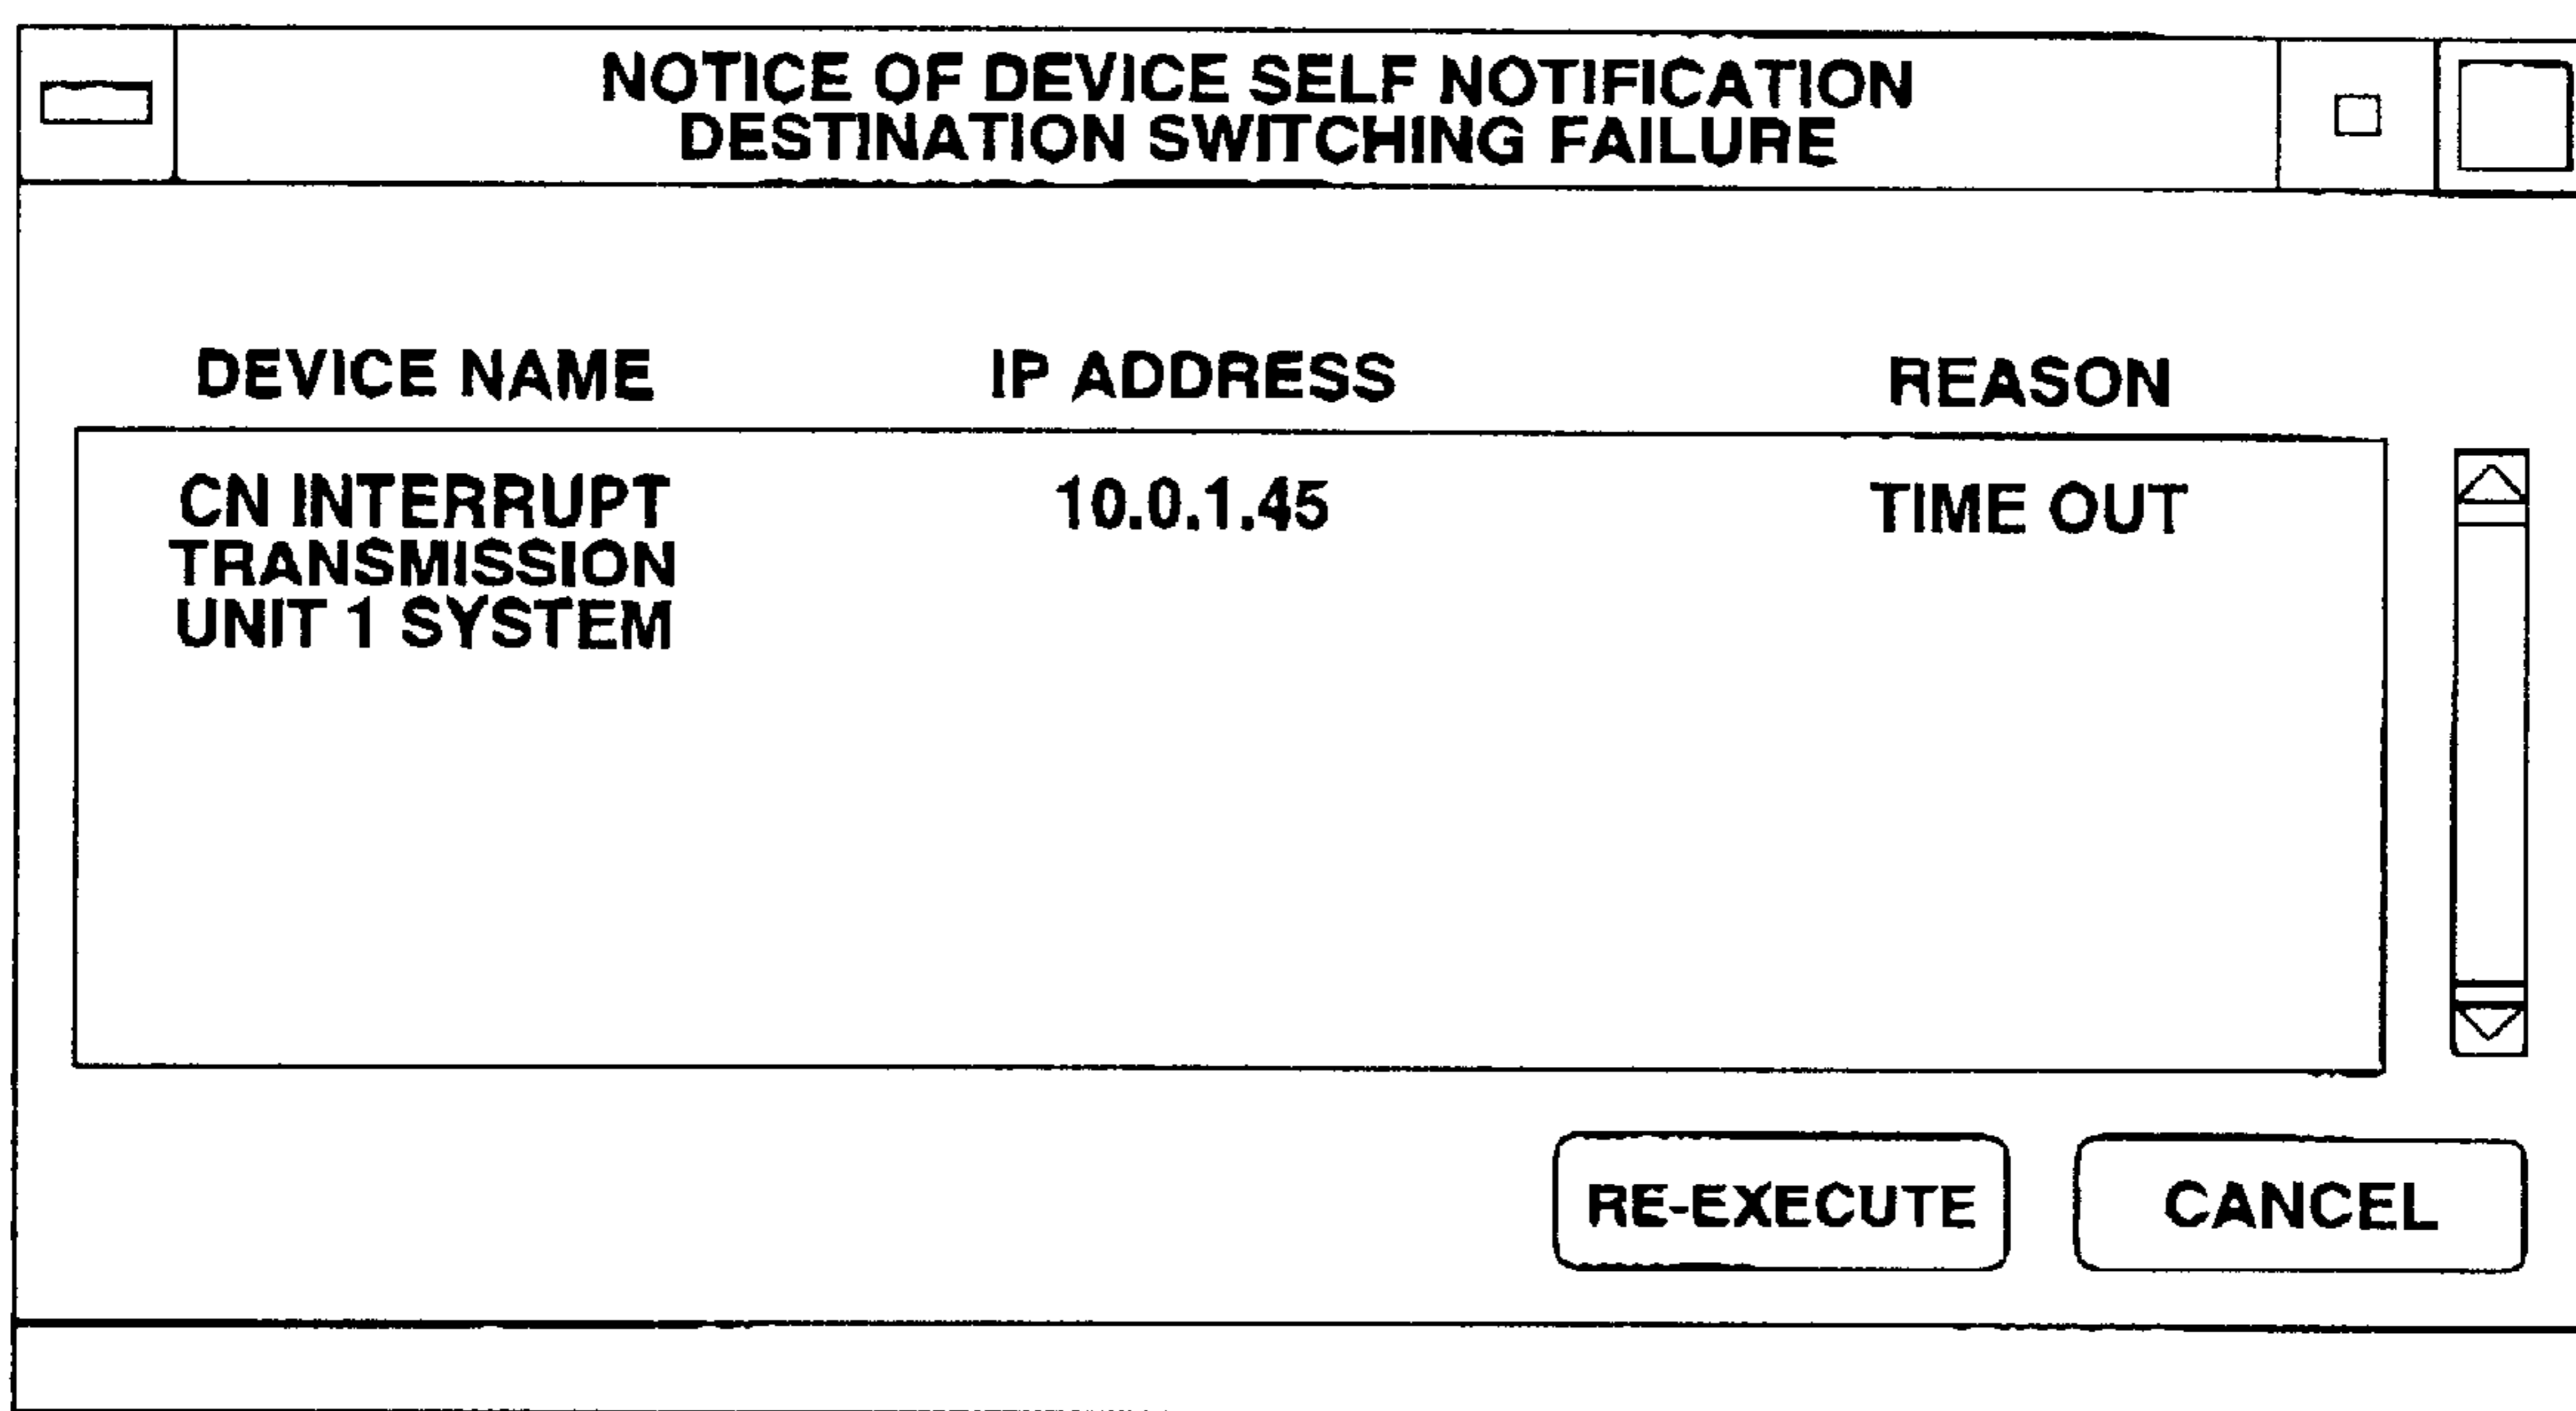 NOTICE OF DEVICE SELF NOTIFICATION
DESTINATION SWITCHING FAILURE
DEVICE NAME IP ADDRESS REASON
CN INTERRUPT 10.0.1.45 TIME OUT
TRANSMISSION
UNIT 1 SYSTEM
RE-EXECUTE CANCEL